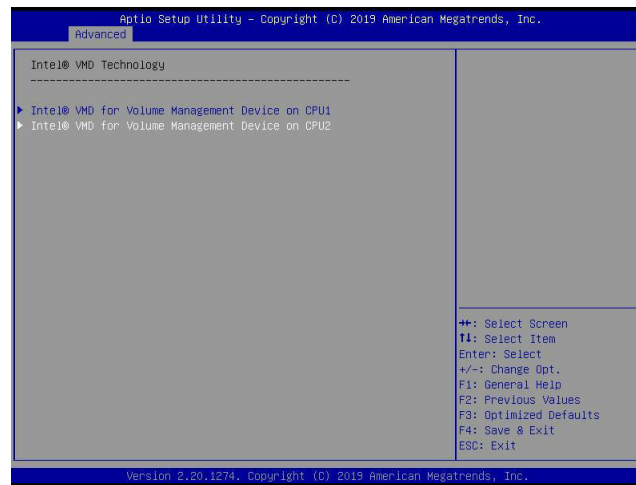 Aptio Setup Utility – Copyright (C) 2019 American Megatrends, Inc.
Advanced
Intel® VMD Technology
--------------------------------------------------
Intel® VMD for Volume Management Device on CPU1
Intel® VMD for Volume Management Device on CPU2
→←: Select Screen
↑↓: Select Item
Enter: Select
+/-: Change Opt.
F1: General Help
F2: Previous Values
F3: Optimized Defaults
F4: Save & Exit
ESC: Exit
Version 2.20.1274. Copyright (C) 2019 American Megatrends, Inc.